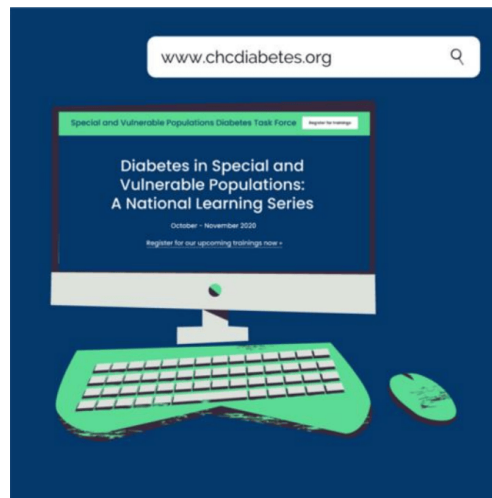 www.chcdiabetes.org
Special and Vulnerable Populations Diabetes Task Force
Register for trainings
Diabetes in Special and
Vulnerable Populations:
A National Learning Series
October - November 2020
Register for our upcoming trainings now »